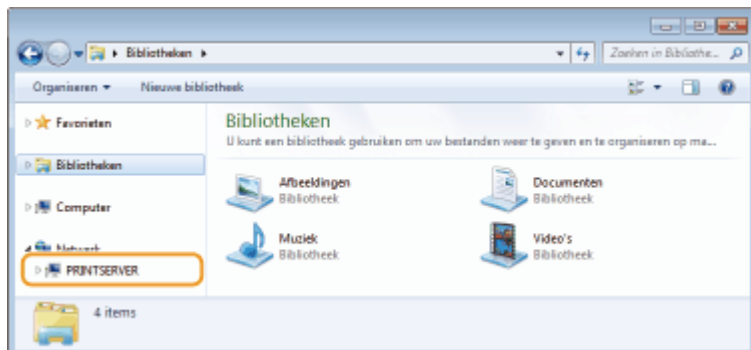 Bibliotheken
Zoeken in Bibliothe...
Organiseren
Nieuwe bibliotheek
Favorieten
Bibliotheken
Computer
Netwerk
PRINTSERVER
Bibliotheken
U kunt een bibliotheek gebruiken om uw bestanden weer te geven en te organiseren op ma...
Afbeeldingen
Bibliotheek
Documenten
Bibliotheek
Muziek
Bibliotheek
Video's
Bibliotheek
4 items